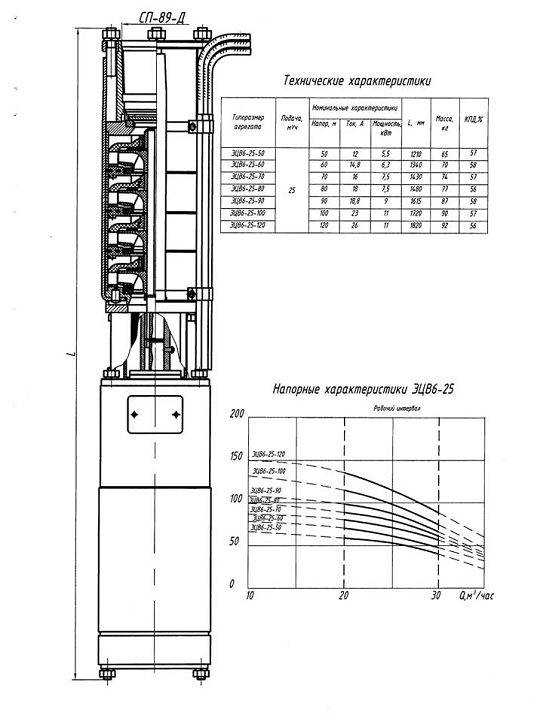 СП-89-Д
Технические характеристики
Типоразмер агрегата
Подача, м³/ч
Номинальные характеристики
L, мм
Масса, кг
КПД,%
Напор, м
Ток, А
Мощность, кВт
ЭЦВ6-25-50 50 12 5,5 1210 65 57
ЭЦВ6-25-60 60 14,8 6,3 1340 70 58
ЭЦВ6-25-70 70 16 7,5 1430 74 57
ЭЦВ6-25-80 25 80 18 7,5 1480 77 56
ЭЦВ6-25-90 90 18,8 9 1615 87 58
ЭЦВ6-25-100 100 23 11 1720 90 57
ЭЦВ6-25-120 120 26 11 1820 92 56
L
Напорные характеристики ЭЦВ6-25
Рабочий интервал
200
150
100
50
0
ЭЦВ6-25-120
ЭЦВ6-25-100
ЭЦВ6-25-90
ЭЦВ6-25-80
ЭЦВ6-25-70
ЭЦВ6-25-60
ЭЦВ6-25-50
10 20 30 Q,м³/час